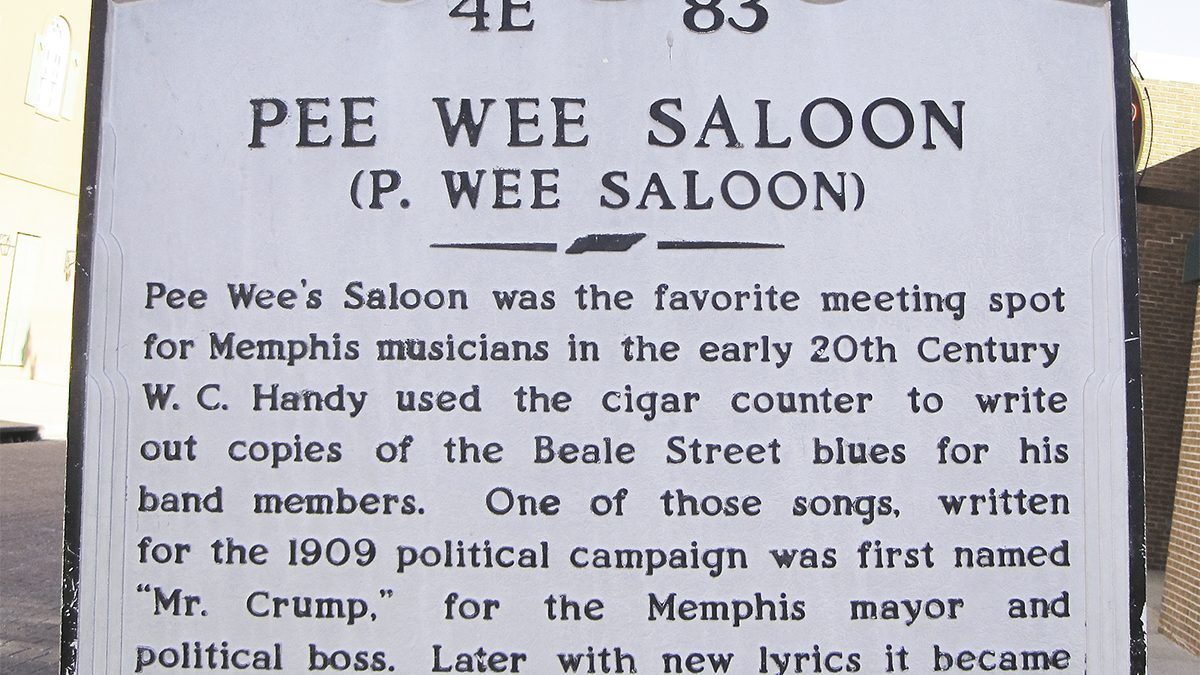 4E 83
PEE WEE SALOON
(P. WEE SALOON)
Pee Wee's Saloon was the favorite meeting spot
for Memphis musicians in the early 20th Century
W. C. Handy used the cigar counter to write
out copies of the Beale Street blues for his
band members. One of those songs, written
for the 1909 political campaign was first named
"Mr. Crump," for the Memphis mayor and
political boss. Later with new lyrics it became